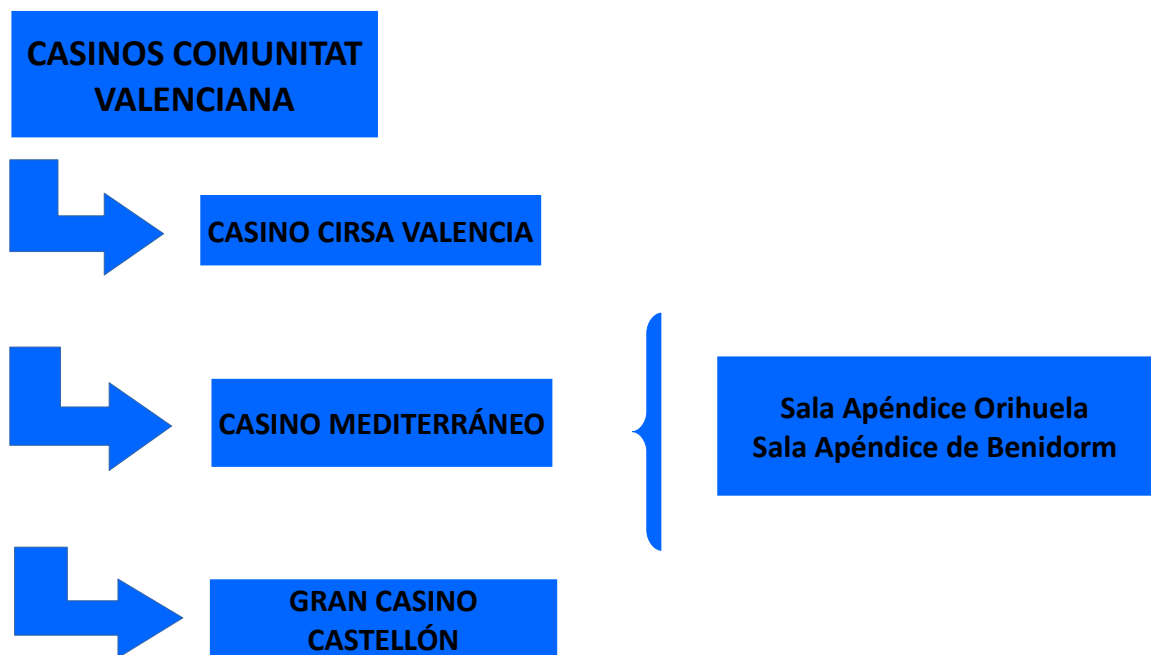 CASINOS COMUNITAT
VALENCIANA
CASINO CIRSA VALENCIA
CASINO MEDITERRÁNEO
Sala Apéndice Orihuela
Sala Apéndice de Benidorm
GRAN CASINO
CASTELLÓN